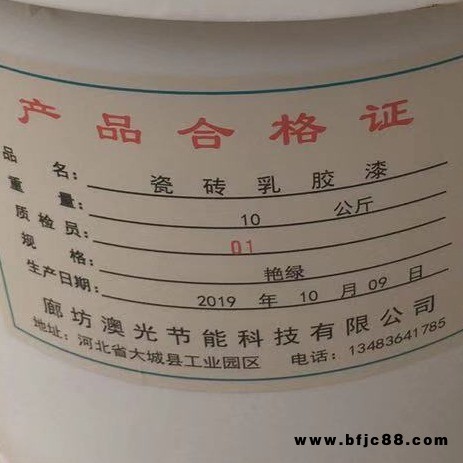 产品合格证
品名：瓷砖乳胶漆
重量：10 公斤
质检员：01
规格：艳绿
生产日期：2019 年 10 月 09 日
廊坊澳光节能科技有限公司
地址：河北省大城县工业园区 电话：13483641785
www.bfjc88.com